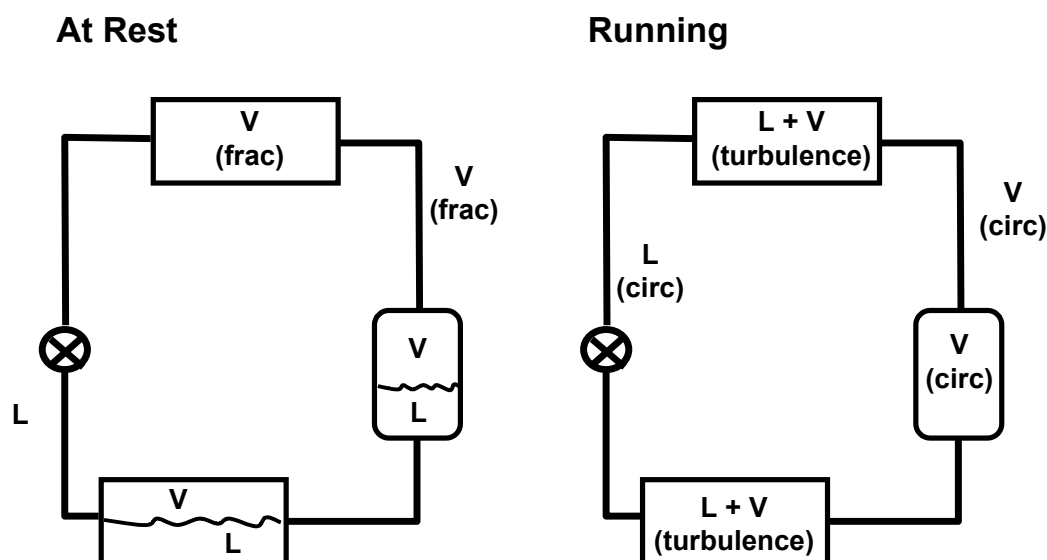 At Rest
V
(frac)
V
(frac)
V
L
L
V
L
Running
L + V
(turbulence)
V
(circ)
L
(circ)
V
(circ)
L + V
(turbulence)